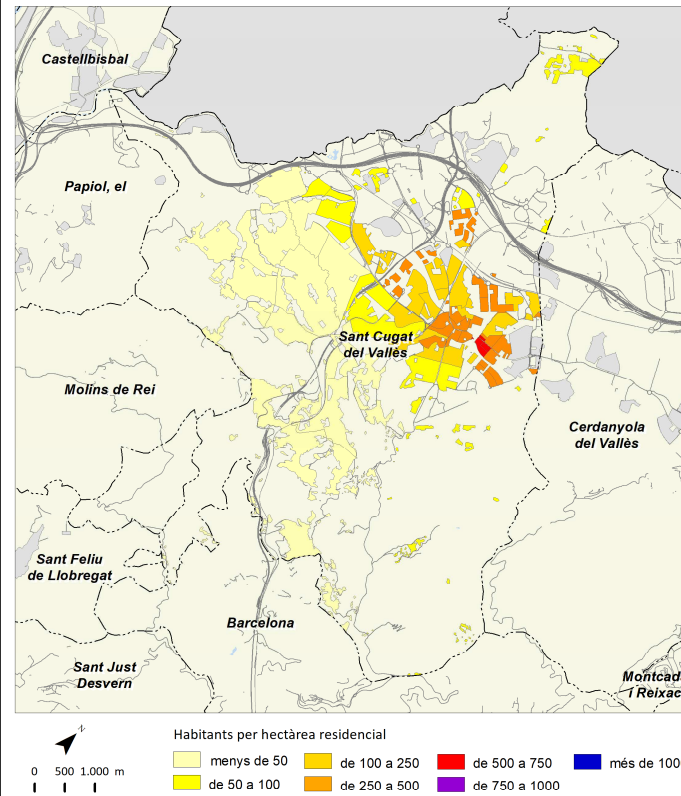 Castellbisbal
Papiol, el
Sant Cugat
del Vallès
Molins de Rei
Cerdanyola
del Vallès
Sant Feliu
de Llobregat
Barcelona
Sant Just
Desvern
Montcad
i Reixac
N
0 500 1.000 m
Habitants per hectàrea residencial
menys de 50
de 50 a 100
de 100 a 250
de 250 a 500
de 500 a 750
de 750 a 1000
més de 100